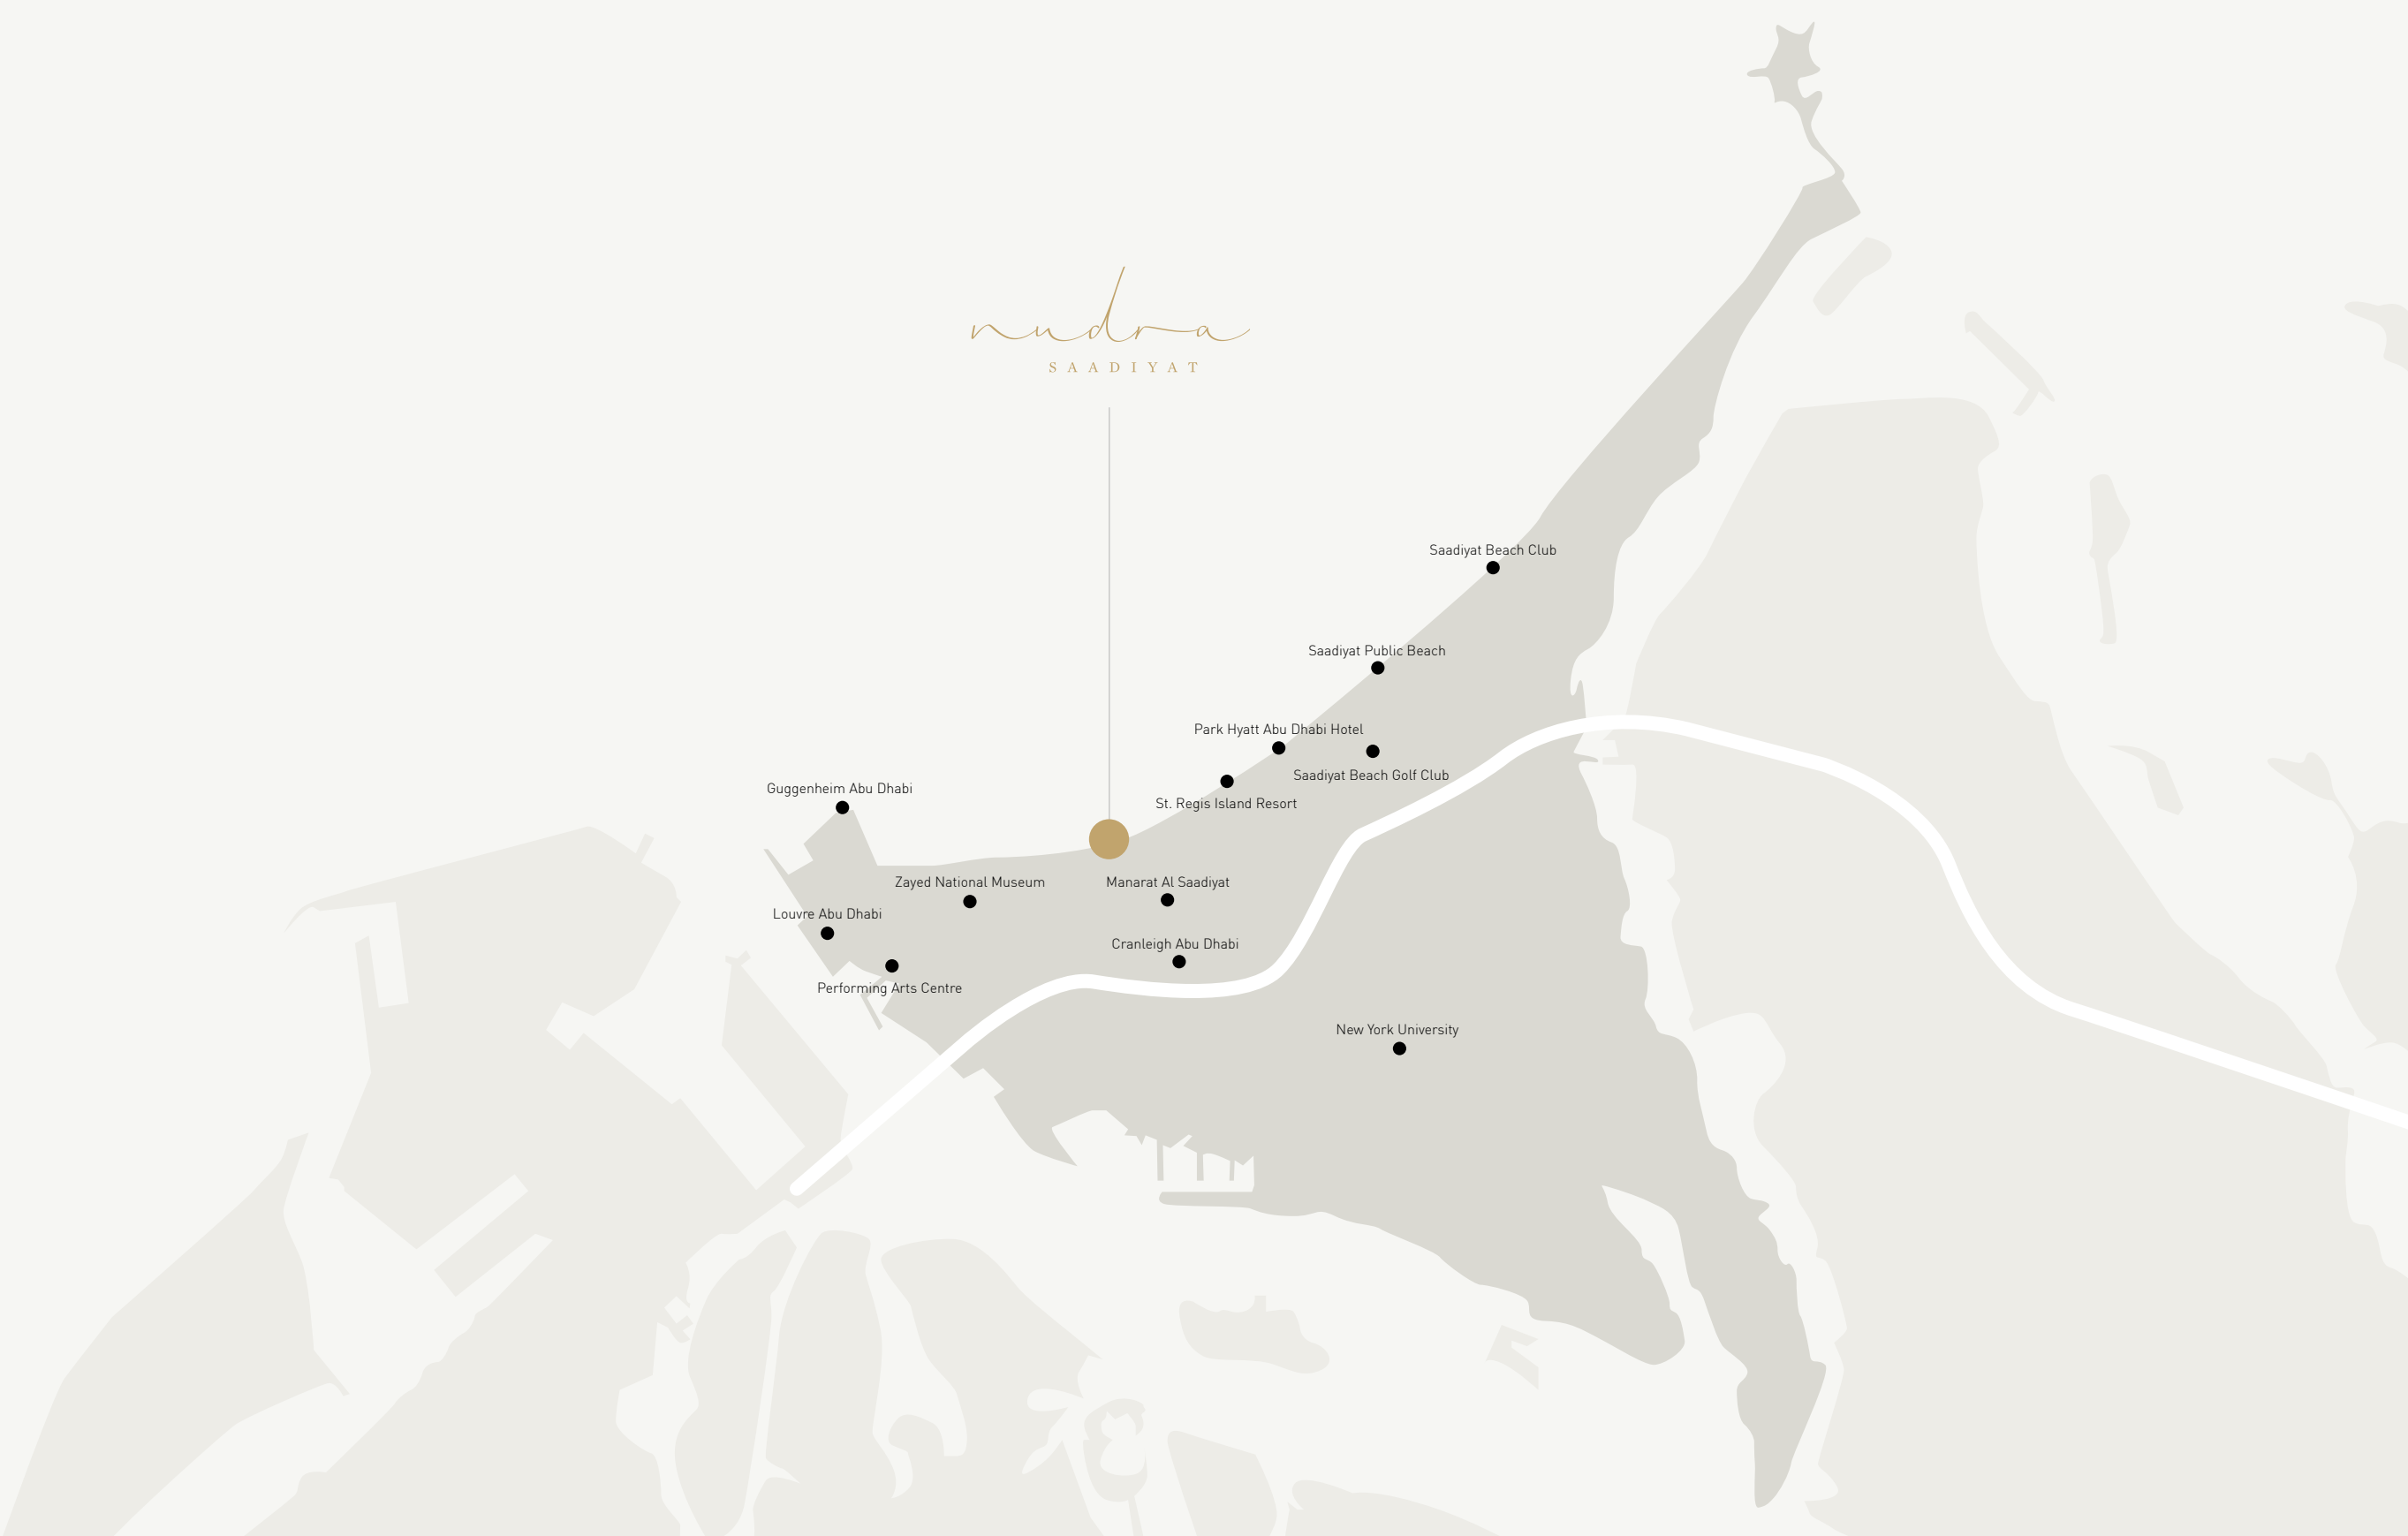 nudra
SAADIYAT
Saadiyat Beach Club
Saadiyat Public Beach
Park Hyatt Abu Dhabi Hotel
Saadiyat Beach Golf Club
St. Regis Island Resort
Guggenheim Abu Dhabi
Zayed National Museum
Manarat Al Saadiyat
Louvre Abu Dhabi
Cranleigh Abu Dhabi
Performing Arts Centre
New York University